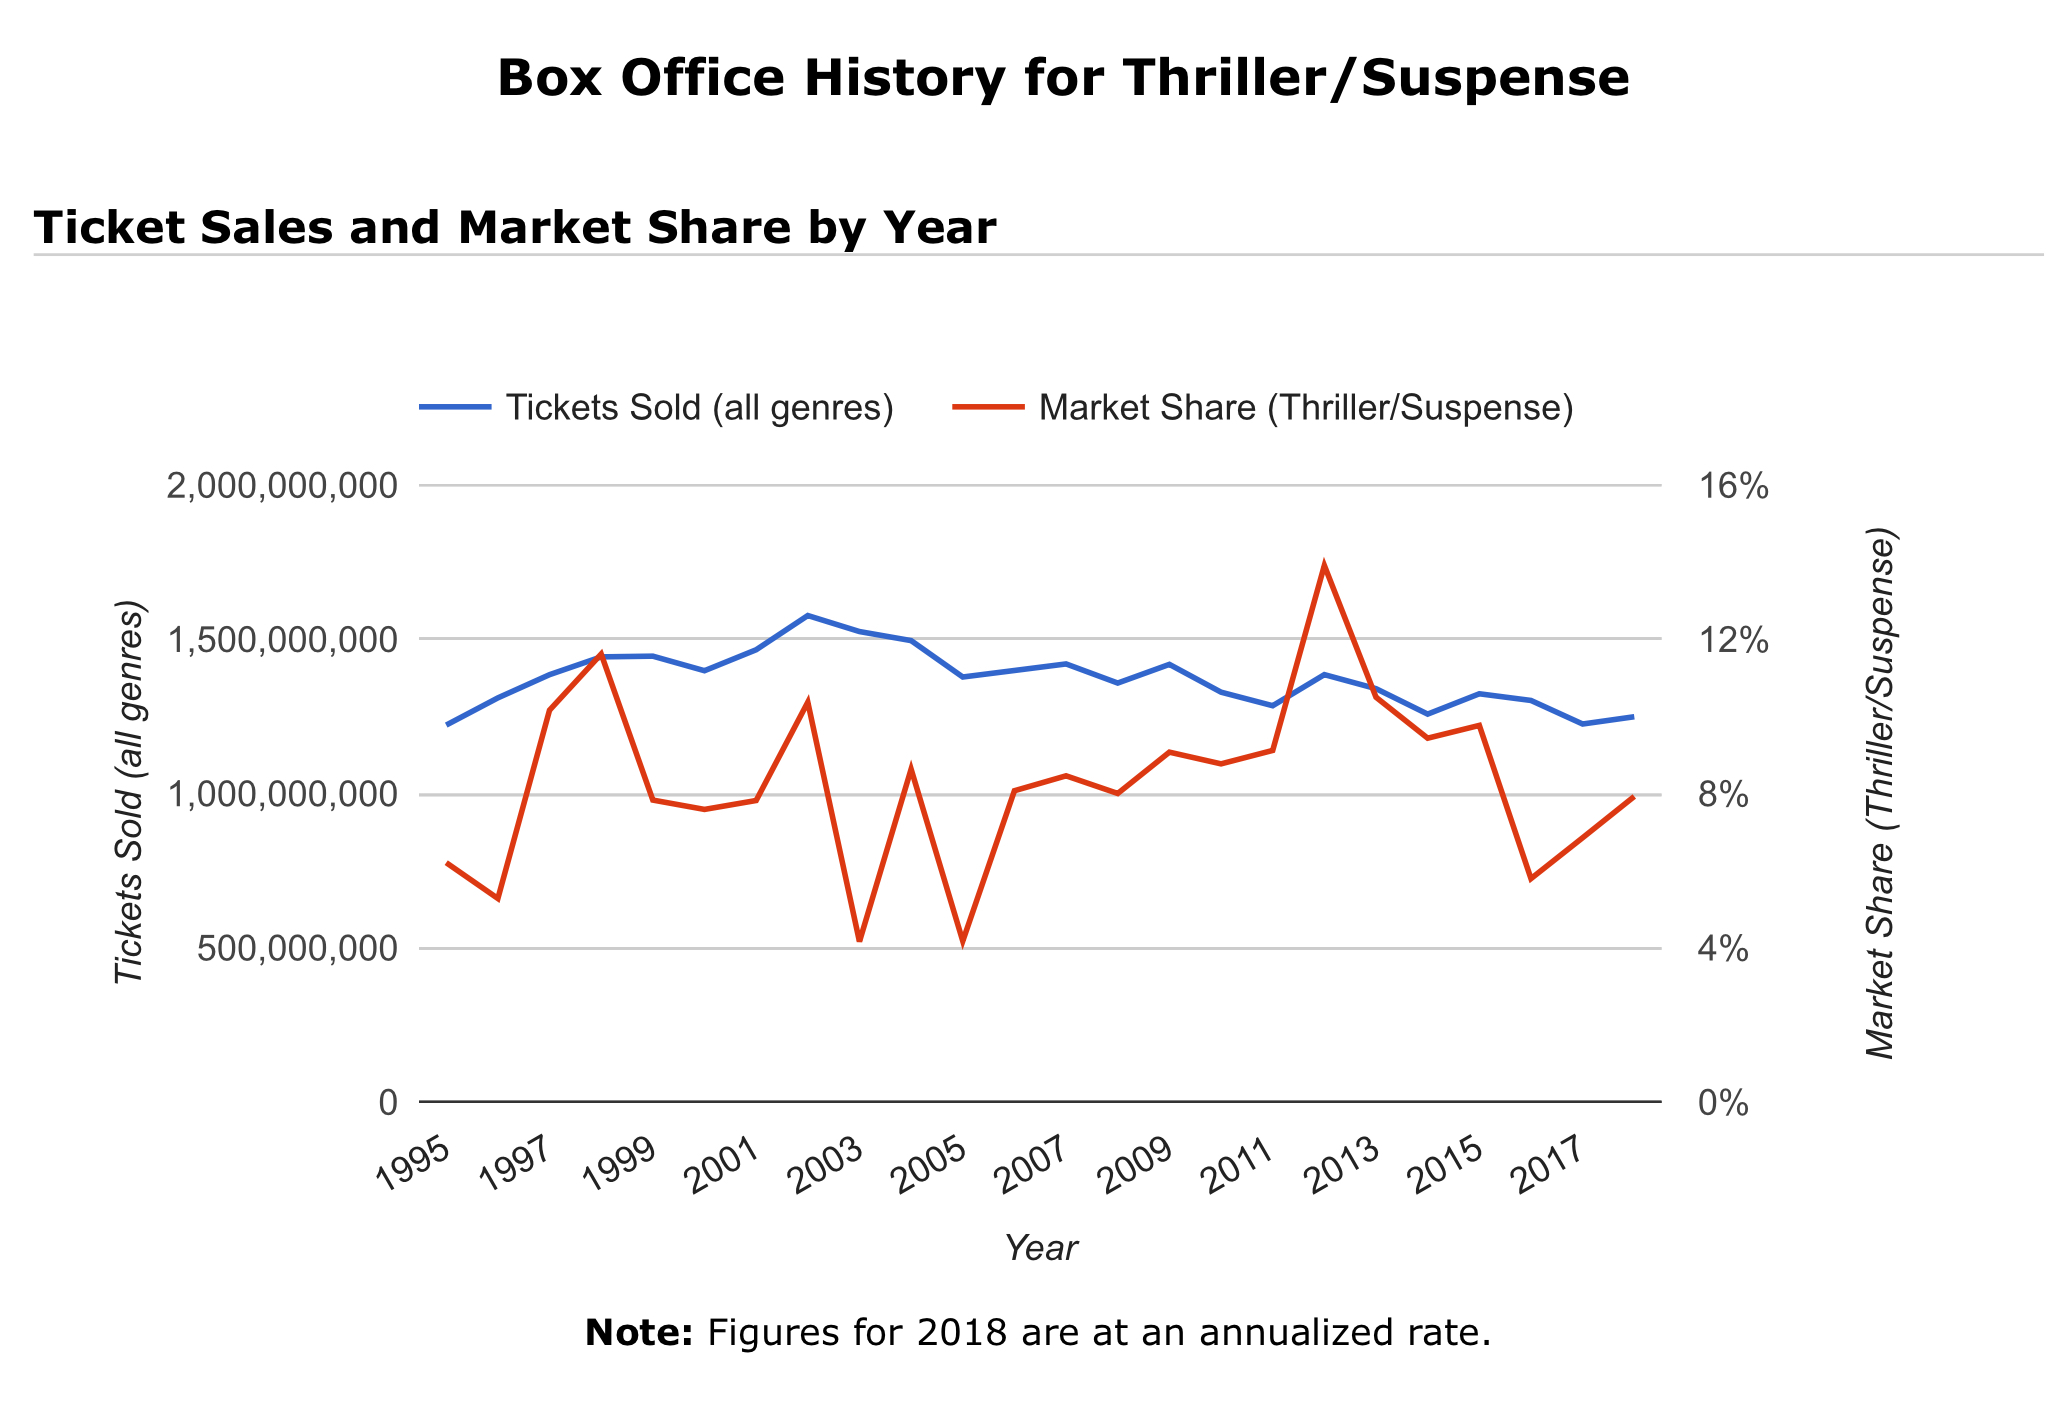 Box Office History for Thriller/Suspense
Ticket Sales and Market Share by Year
Tickets Sold (all genres)
Market Share (Thriller/Suspense)
2,000,000,000
16%
1,500,000,000
12%
1,000,000,000
8%
500,000,000
4%
0
0%
Tickets Sold (all genres)
Market Share (Thriller/Suspense)
1995
1997
1999
2001
2003
2005
2007
2009
2011
2013
2015
2017
Year
Note: Figures for 2018 are at an annualized rate.